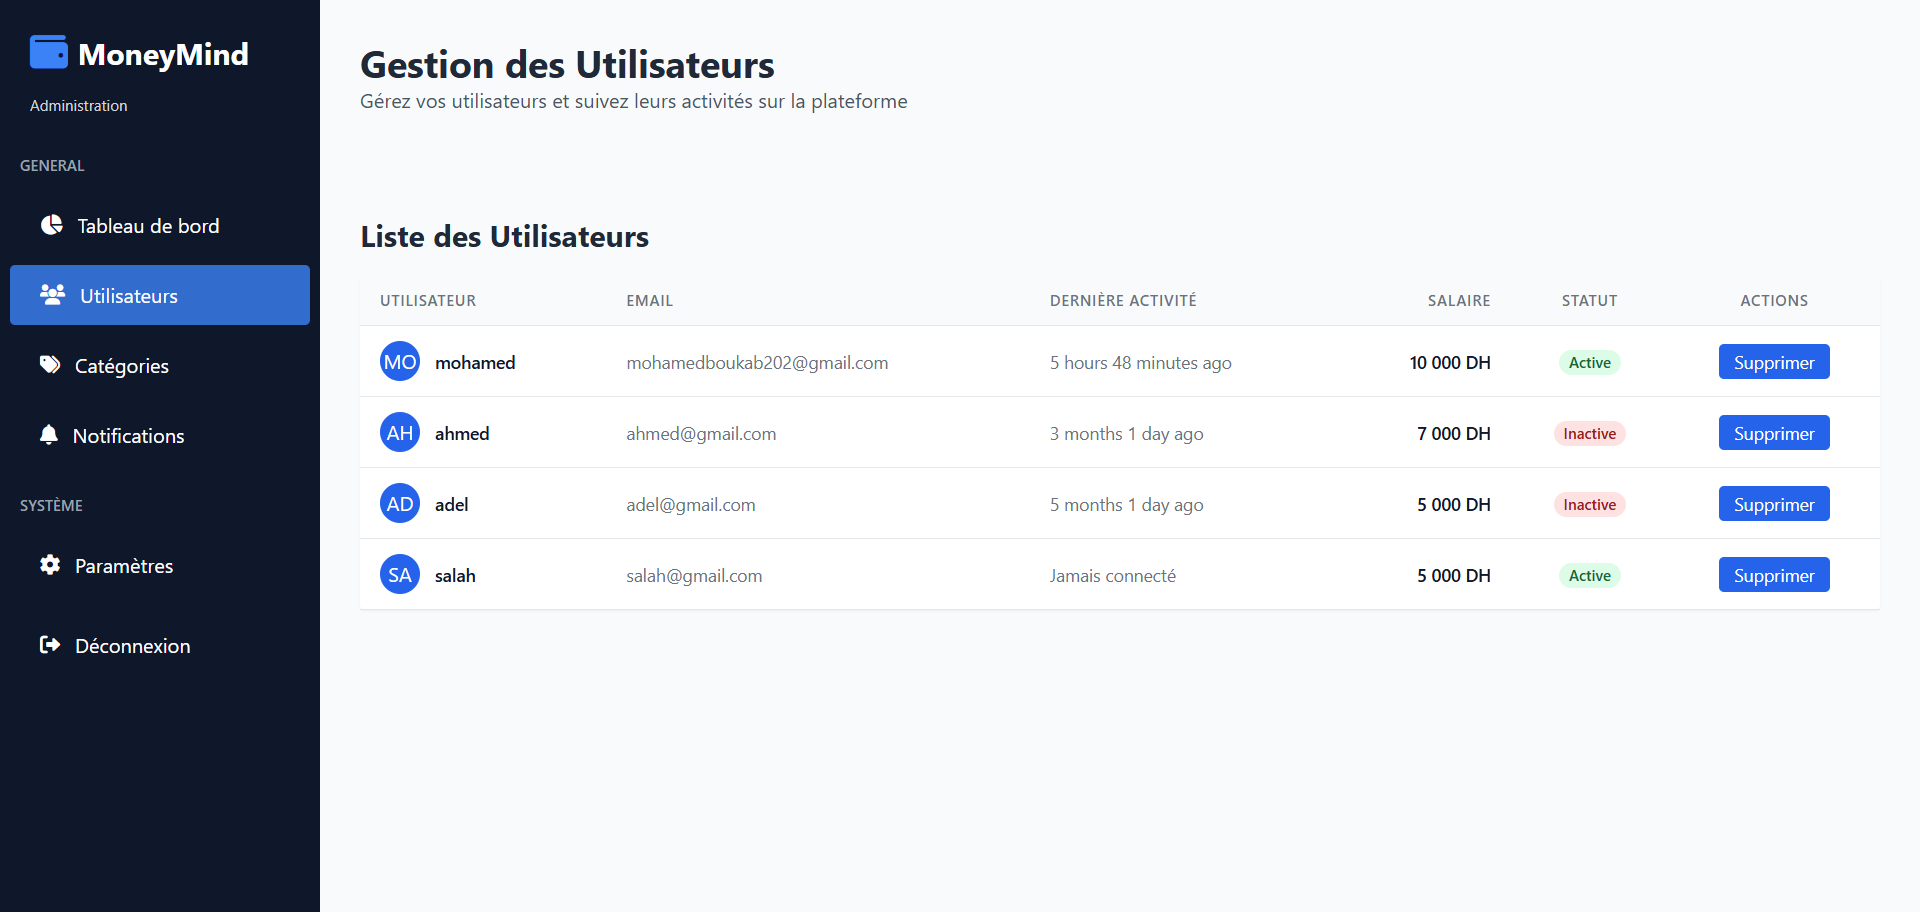 MoneyMind
Administration
GENERAL
Tableau de bord
Utilisateurs
Catégories
Notifications
SYSTÈME
Paramètres
Déconnexion
Gestion des Utilisateurs
Gérez vos utilisateurs et suivez leurs activités sur la plateforme
Liste des Utilisateurs
UTILISATEUR EMAIL DERNIÈRE ACTIVITÉ SALAIRE STATUT ACTIONS
MO mohamed mohamedboukab202@gmail.com 5 hours 48 minutes ago 10 000 DH Active Supprimer
AH ahmed ahmed@gmail.com 3 months 1 day ago 7 000 DH Inactive Supprimer
AD adel adel@gmail.com 5 months 1 day ago 5 000 DH Inactive Supprimer
SA salah salah@gmail.com Jamais connecté 5 000 DH Active Supprimer